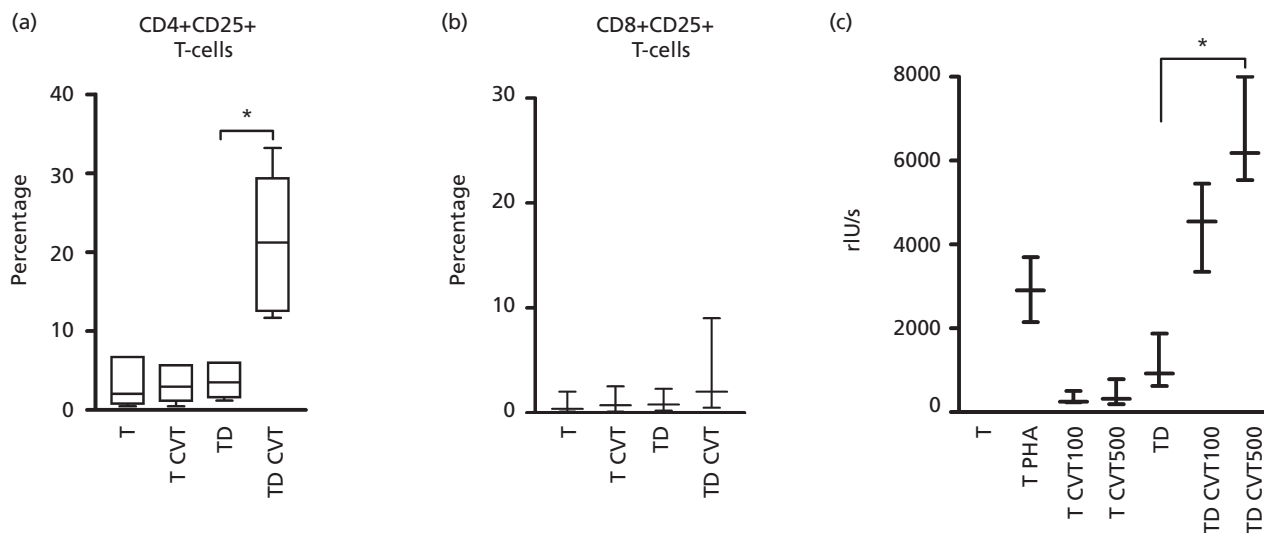 (a)
CD4+CD25+
T-cells
Percentage
40
30
20
10
0
*
T
T CVT
TD
TD CVT
(b)
CD8+CD25+
T-cells
Percentage
30
20
10
0
T
T CVT
TD
TD CVT
(c)
rIU/s
8000
6000
4000
2000
0
*
T
T PHA
T CVT100
T CVT500
TD
TD CVT100
TD CVT500